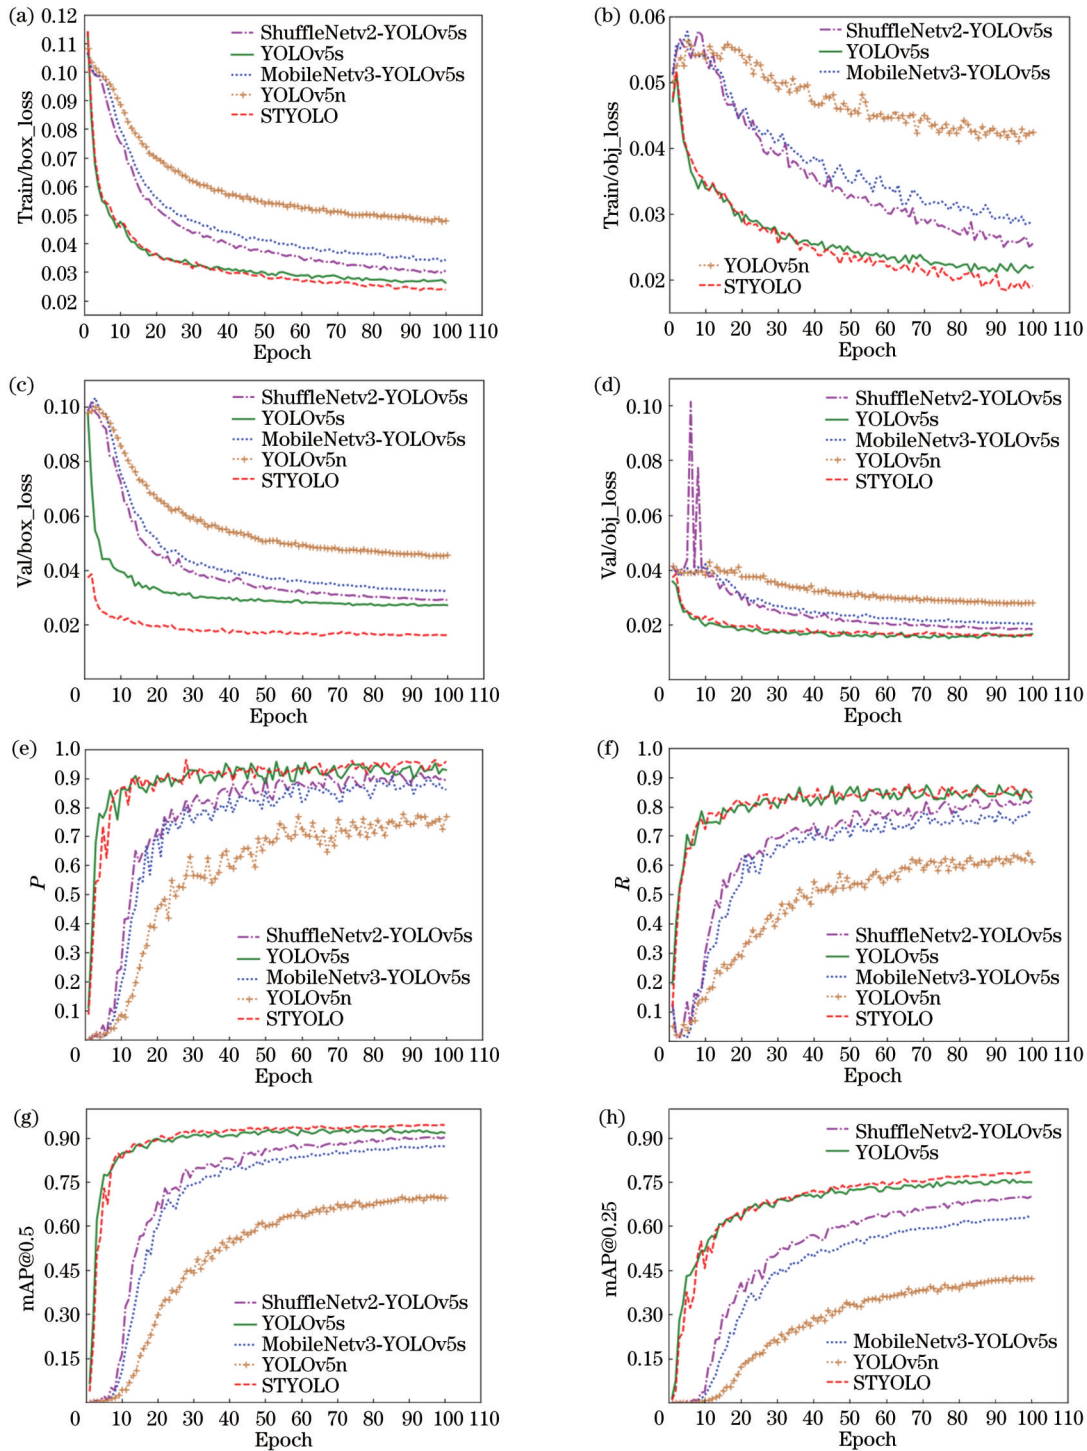 (a)
0.12
0.11
0.10
0.09
0.08
0.07
0.06
0.05
0.04
0.03
0.02
Train/box_loss
ShuffleNetv2-YOLOv5s
YOLOv5s
MobileNetv3-YOLOv5s
YOLOv5n
STYOLO
0 10 20 30 40 50 60 70 80 90 100 110
Epoch
(b)
0.06
0.05
0.04
0.03
0.02
Train/obj_loss
ShuffleNetv2-YOLOv5s
YOLOv5s
MobileNetv3-YOLOv5s
YOLOv5n
STYOLO
0 10 20 30 40 50 60 70 80 90 100 110
Epoch
(c)
0.10
0.08
0.06
0.04
0.02
Val/box_loss
ShuffleNetv2-YOLOv5s
YOLOv5s
MobileNetv3-YOLOv5s
YOLOv5n
STYOLO
0 10 20 30 40 50 60 70 80 90 100 110
Epoch
(d)
0.10
0.08
0.06
0.04
0.02
Val/obj_loss
ShuffleNetv2-YOLOv5s
YOLOv5s
MobileNetv3-YOLOv5s
YOLOv5n
STYOLO
0 10 20 30 40 50 60 70 80 90 100 110
Epoch
(e)
1.0
0.9
0.8
0.7
0.6
0.5
0.4
0.3
0.2
0.1
P
ShuffleNetv2-YOLOv5s
YOLOv5s
MobileNetv3-YOLOv5s
YOLOv5n
STYOLO
0 10 20 30 40 50 60 70 80 90 100 110
Epoch
(f)
1.0
0.9
0.8
0.7
0.6
0.5
0.4
0.3
0.2
0.1
R
ShuffleNetv2-YOLOv5s
YOLOv5s
MobileNetv3-YOLOv5s
YOLOv5n
STYOLO
0 10 20 30 40 50 60 70 80 90 100 110
Epoch
(g)
0.90
0.75
0.60
0.45
0.30
0.15
mAP@0.5
ShuffleNetv2-YOLOv5s
YOLOv5s
MobileNetv3-YOLOv5s
YOLOv5n
STYOLO
0 10 20 30 40 50 60 70 80 90 100 110
Epoch
(h)
0.90
0.75
0.60
0.45
0.30
0.15
mAP@0.25
ShuffleNetv2-YOLOv5s
YOLOv5s
MobileNetv3-YOLOv5s
YOLOv5n
STYOLO
0 10 20 30 40 50 60 70 80 90 100 110
Epoch